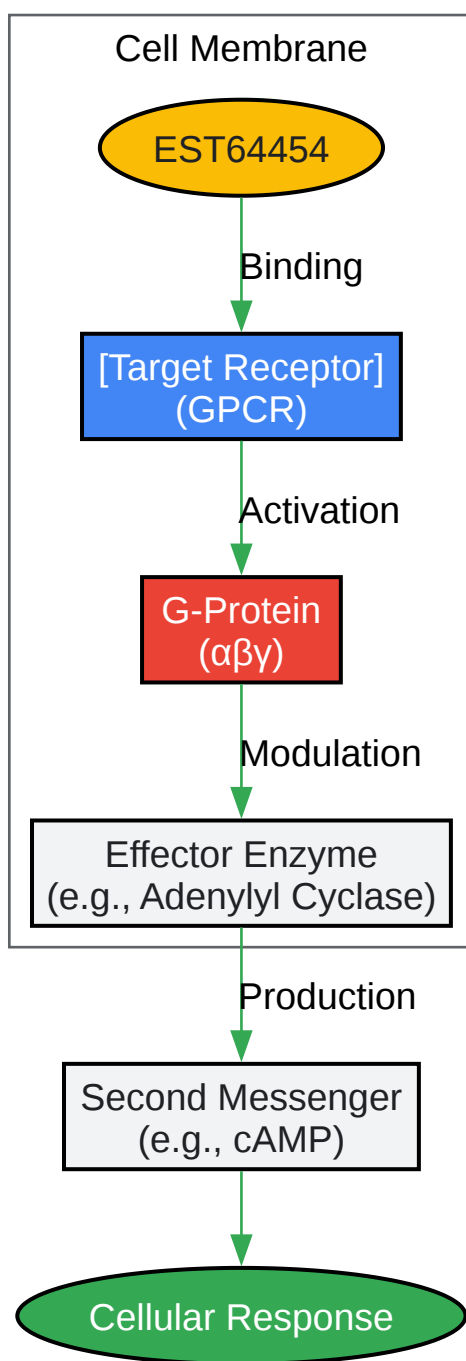 Cell Membrane
EST64454
Binding
[Target Receptor]
(GPCR)
Activation
G-Protein
(αβγ)
Modulation
Effector Enzyme
(e.g., Adenylyl Cyclase)
Production
Second Messenger
(e.g., cAMP)
Cellular Response